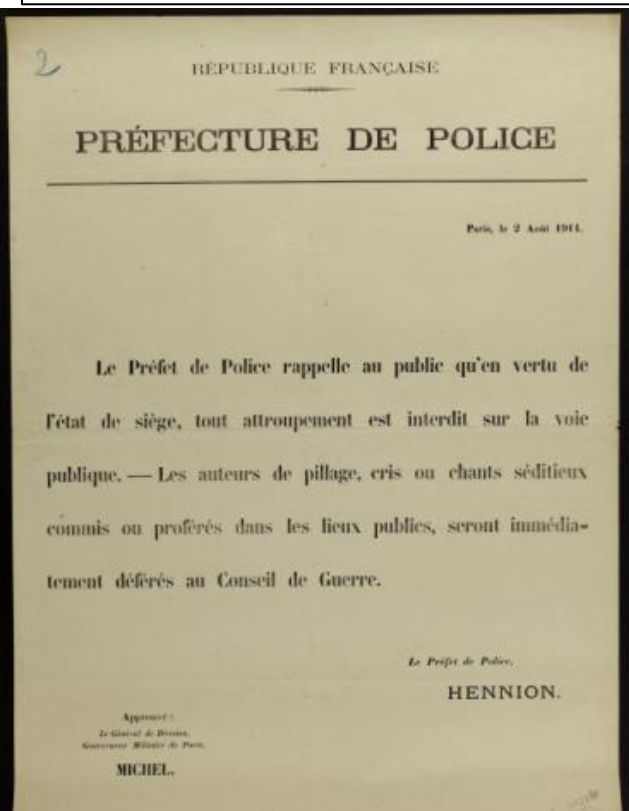 2
RÉPUBLIQUE FRANÇAISE
PRÉFECTURE DE POLICE
Paris, le 2 Août 1914.
Le Préfet de Police rappelle au public qu'en vertu de
l'état de siège, tout attroupement est interdit sur la voie
publique. — Les auteurs de pillage, cris ou chants séditieux
commis ou proférés dans les lieux publics, seront immédia-
tement déférés au Conseil de Guerre.
Le Préfet de Police,
HENNION.
Approuvé :
Le Général de Division,
Gouverneur Militaire de Paris,
MICHEL.